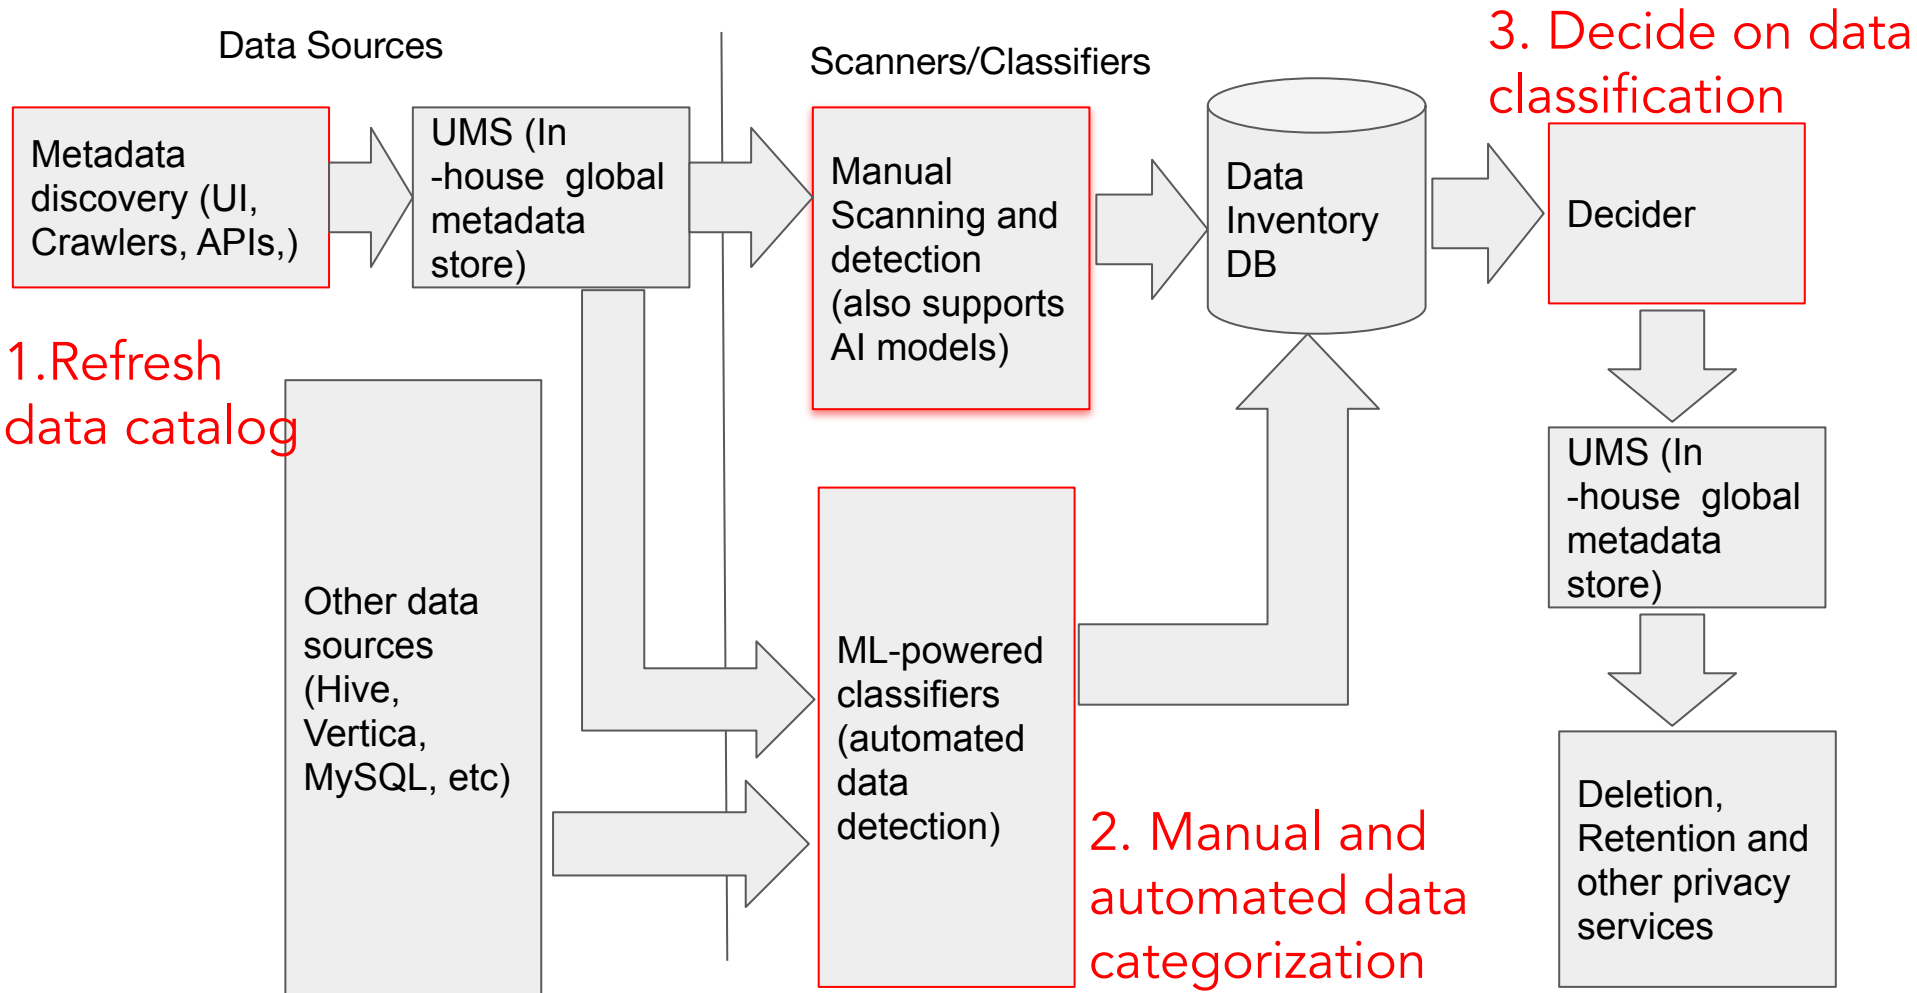 Data Sources
Scanners/Classifiers
3. Decide on data
classification
Metadata
discovery (UI,
Crawlers, APIs,)
UMS (In
-house global
metadata
store)
Manual
Scanning and
detection
(also supports
AI models)
Data
Inventory
DB
Decider
1.Refresh
data catalog
Other data
sources
(Hive,
Vertica,
MySQL, etc)
ML-powered
classifiers
(automated
data
detection)
2. Manual and
automated data
categorization
UMS (In
-house global
metadata
store)
Deletion,
Retention and
other privacy
services